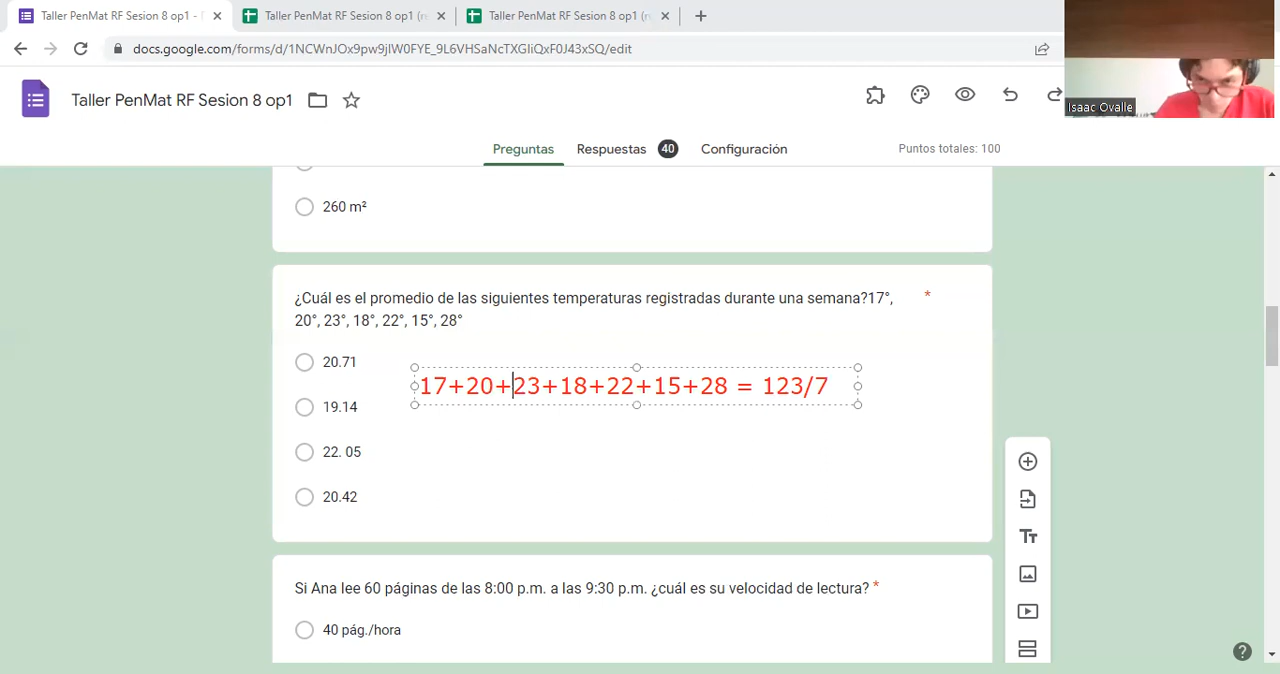 Taller PenMat RF Sesion 8 op1 -
Taller PenMat RF Sesion 8 op1 (re
Taller PenMat RF Sesion 8 op1 (re
docs.google.com/forms/d/1NCWnJOx9pw9jIW0FYE_9L6VHSaNcTXGIiQxF0J43xSQ/edit
Isaac Ovalle
Taller PenMat RF Sesion 8 op1
Preguntas Respuestas 40 Configuración Puntos totales: 100
260 m²
¿Cuál es el promedio de las siguientes temperaturas registradas durante una semana?17°, *
20°, 23°, 18°, 22°, 15°, 28°
20.71
17+20+23+18+22+15+28 = 123/7
19.14
22. 05
20.42
Tт
Si Ana lee 60 páginas de las 8:00 p.m. a las 9:30 p.m. ¿cuál es su velocidad de lectura? *
40 pág./hora